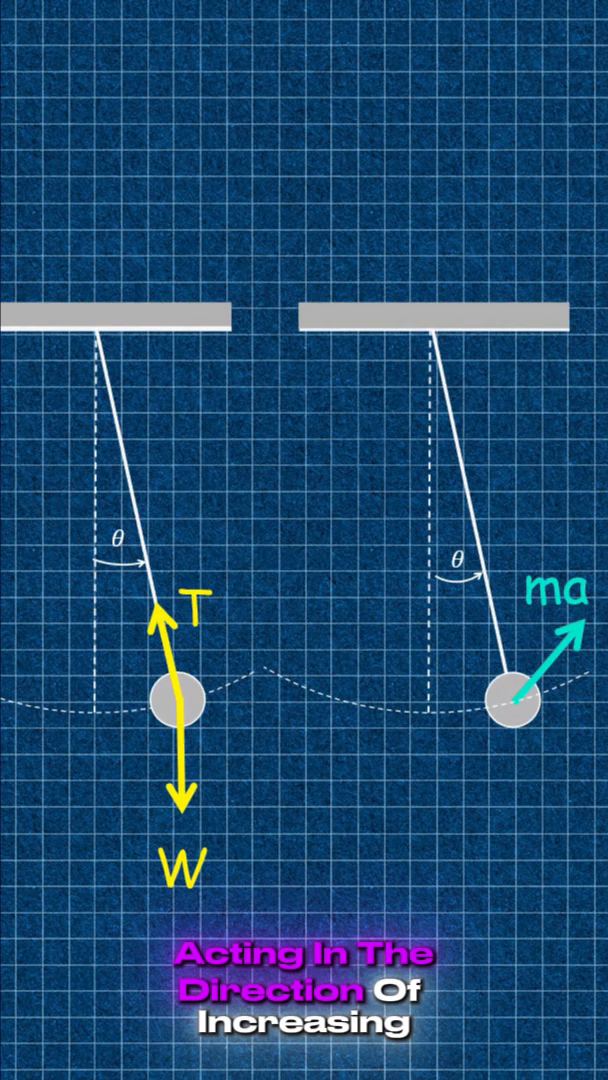 θ
T
W
θ
ma
Acting In The
Direction Of
Increasing